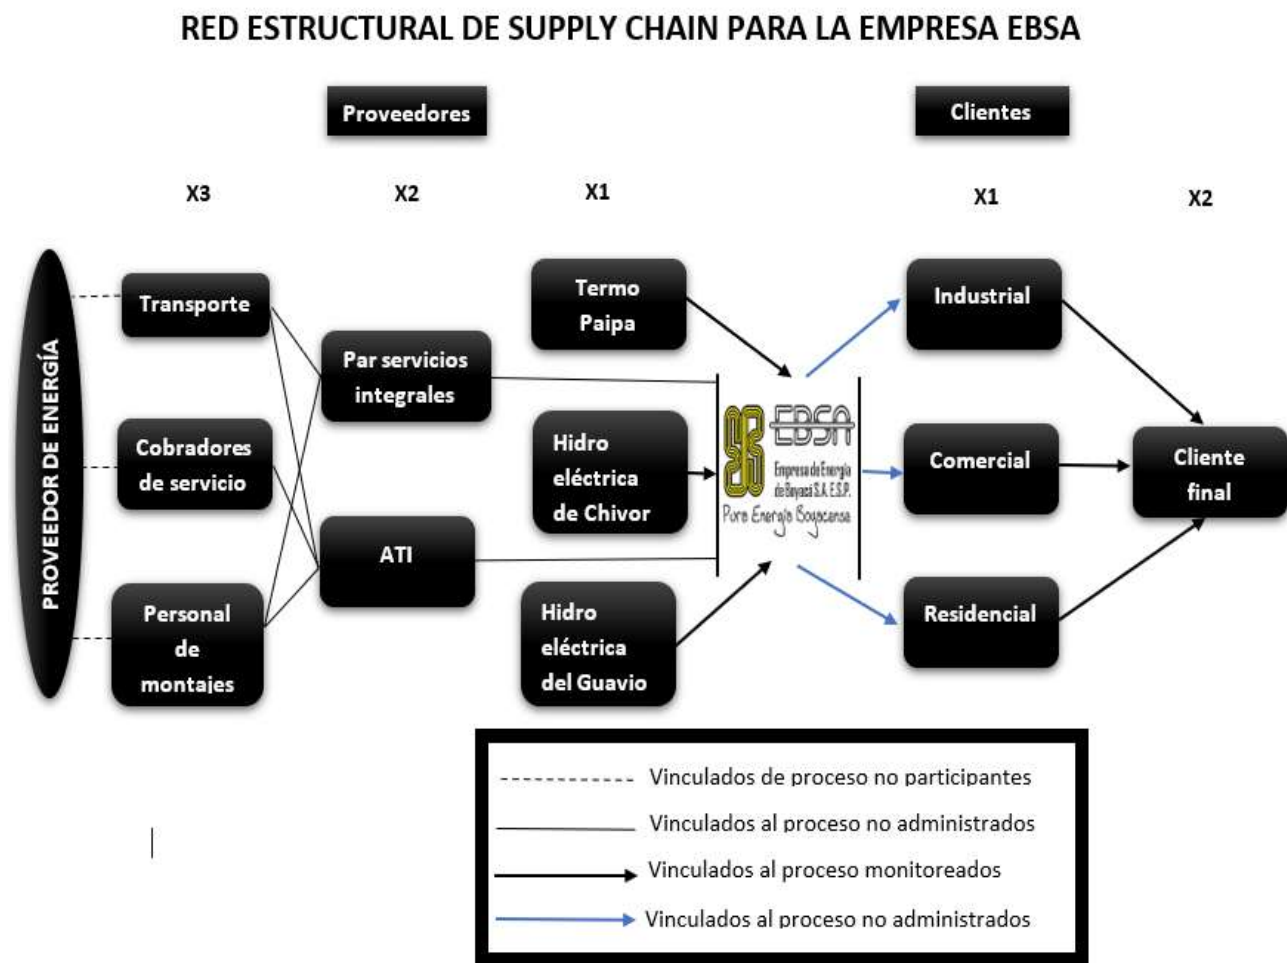 RED ESTRUCTURAL DE SUPPLY CHAIN PARA LA EMPRESA EBSA
Proveedores
Clientes
X3
X2
X1
X1
X2
PROVEEDOR DE ENERGÍA
Transporte
Cobradores
de servicio
Personal
de
montajes
Par servicios
integrales
ATI
Termo
Paipa
Hidro
eléctrica
de Chivor
Hidro
eléctrica
del Guavio
EBSA
Empresa de Energía
de Boyacá S.A. E.S.P.
Pura Energía Boyacense
Industrial
Comercial
Residencial
Cliente
final
Vinculados de proceso no participantes
Vinculados al proceso no administrados
Vinculados al proceso monitoreados
Vinculados al proceso no administrados